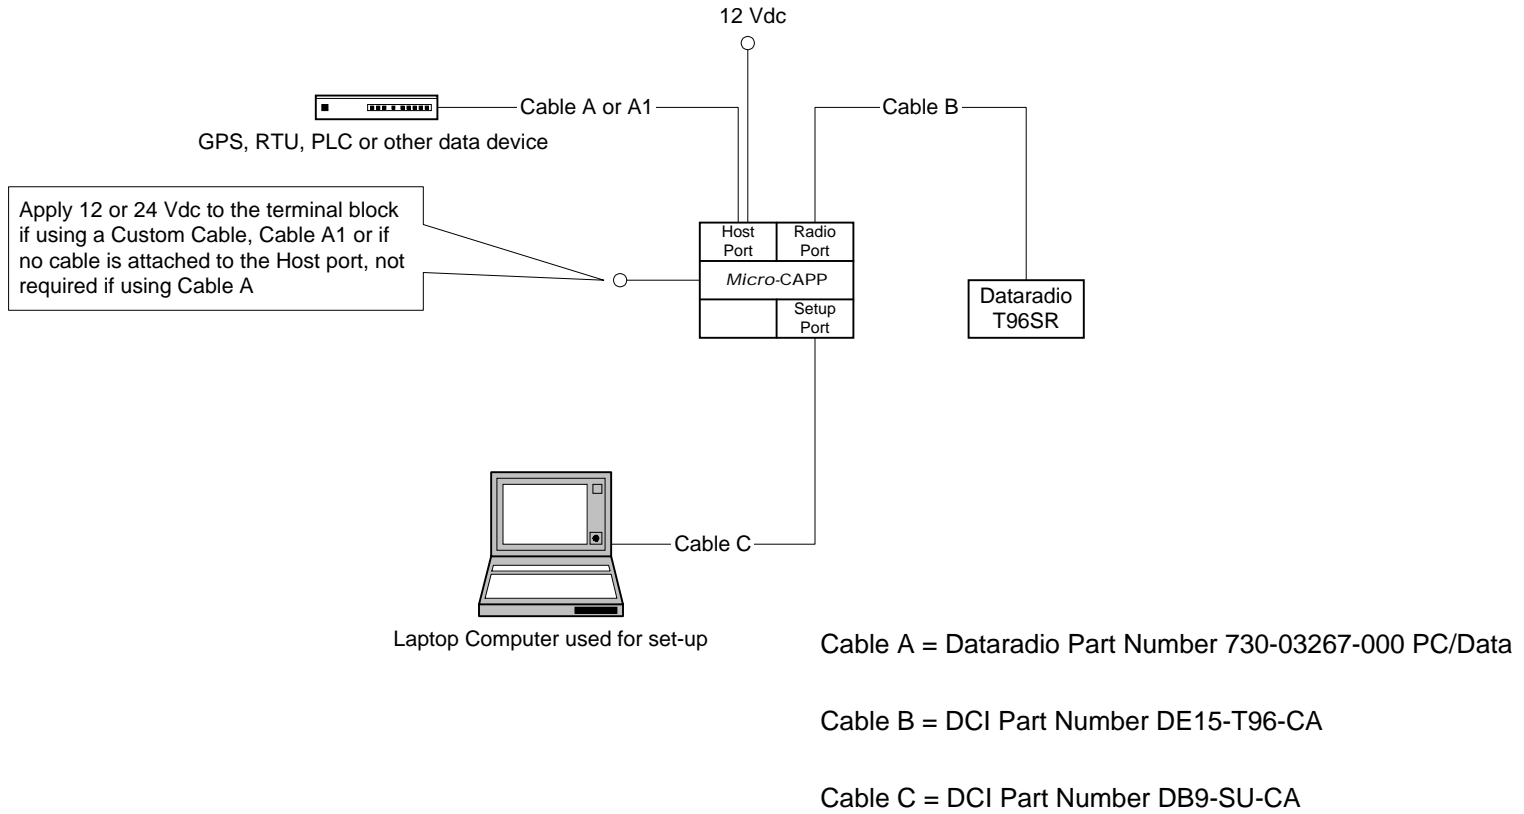 12 Vdc
Cable A or A1
Cable B
GPS, RTU, PLC or other data device
Apply 12 or 24 Vdc to the terminal block
if using a Custom Cable, Cable A1 or if
no cable is attached to the Host port, not
required if using Cable A
Host
Port
Radio
Port
Micro-CAPP
Setup
Port
Dataradio
T96SR
Cable C
Laptop Computer used for set-up
Cable A = Dataradio Part Number 730-03267-000 PC/Data
Cable B = DCI Part Number DE15-T96-CA
Cable C = DCI Part Number DB9-SU-CA